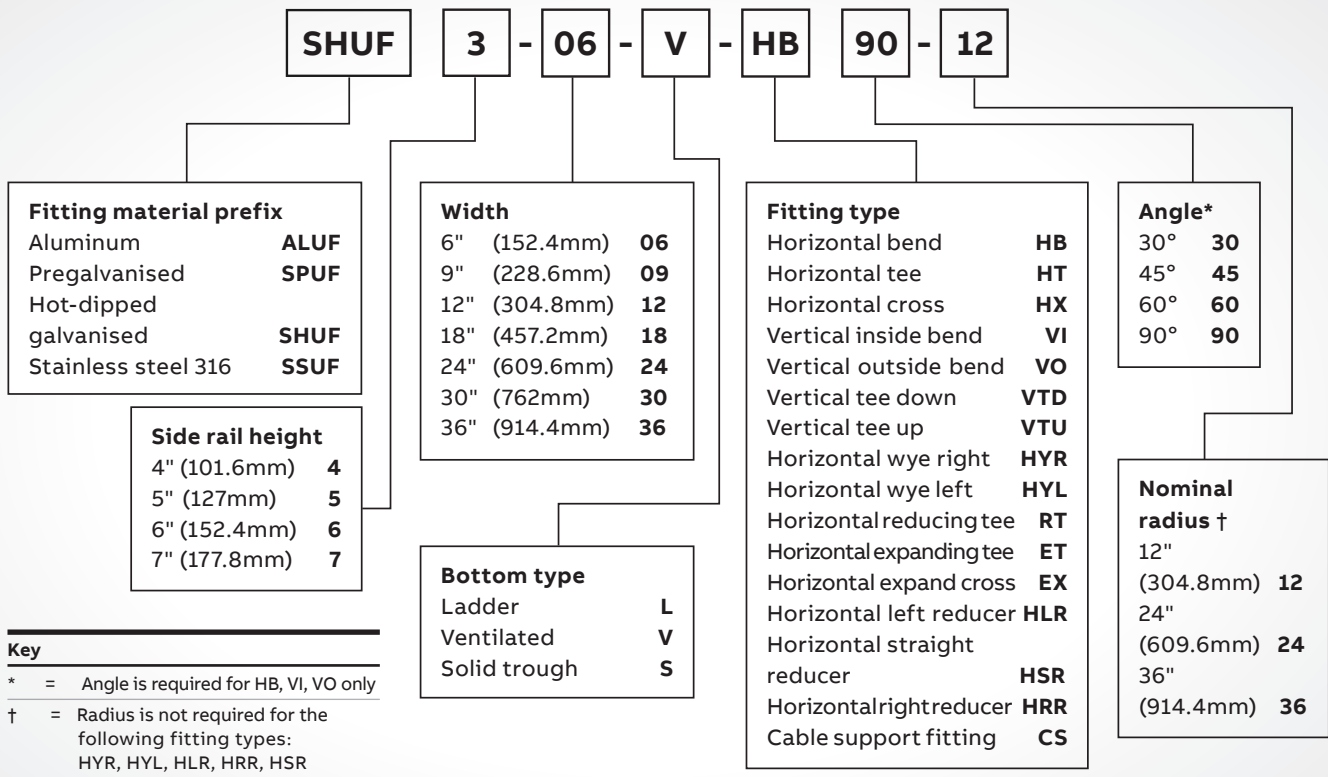 SHUF 3 - 06 - V - HB 90 - 12
Fitting material prefix
Aluminum ALUF
Pregalvanised SPUF
Hot-dipped
galvanised SHUF
Stainless steel 316 SSUF
Side rail height
4" (101.6mm) 4
5" (127mm) 5
6" (152.4mm) 6
7" (177.8mm) 7
Width
6" (152.4mm) 06
9" (228.6mm) 09
12" (304.8mm) 12
18" (457.2mm) 18
24" (609.6mm) 24
30" (762mm) 30
36" (914.4mm) 36
Bottom type
Ladder L
Ventilated V
Solid trough S
Fitting type
Horizontal bend HB
Horizontal tee HT
Horizontal cross HX
Vertical inside bend VI
Vertical outside bend VO
Vertical tee down VTD
Vertical tee up VTU
Horizontal wye right HYR
Horizontal wye left HYL
Horizontal reducing tee RT
Horizontal expanding tee ET
Horizontal expand cross EX
Horizontal left reducer HLR
Horizontal straight
reducer HSR
Horizontal right reducer HRR
Cable support fitting CS
Angle*
30° 30
45° 45
60° 60
90° 90
Nominal
radius †
12"
(304.8mm) 12
24"
(609.6mm) 24
36"
(914.4mm) 36
Key
* = Angle is required for HB, VI, VO only
† = Radius is not required for the
following fitting types:
HYR, HYL, HLR, HRR, HSR